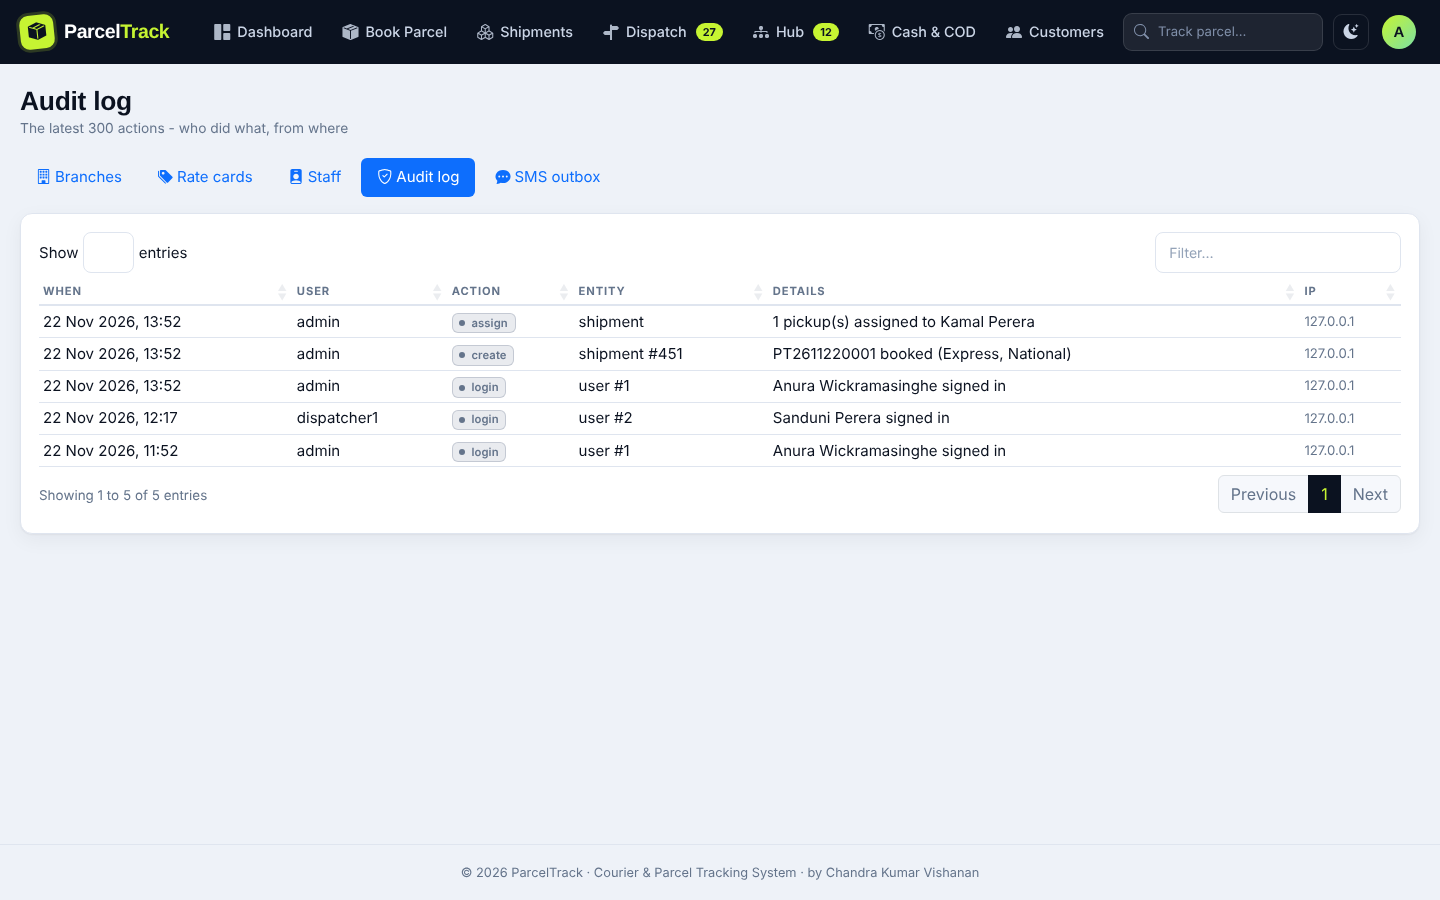 ParcelTrack
Dashboard
Book Parcel
Shipments
Dispatch 27
Hub 12
Cash & COD
Customers
Track parcel...
A
Audit log
The latest 300 actions - who did what, from where
Branches
Rate cards
Staff
Audit log
SMS outbox
Show entries
Filter...
WHEN USER ACTION ENTITY DETAILS IP
22 Nov 2026, 13:52 admin assign shipment 1 pickup(s) assigned to Kamal Perera 127.0.0.1
22 Nov 2026, 13:52 admin create shipment #451 PT2611220001 booked (Express, National) 127.0.0.1
22 Nov 2026, 13:52 admin login user #1 Anura Wickramasinghe signed in 127.0.0.1
22 Nov 2026, 12:17 dispatcher1 login user #2 Sanduni Perera signed in 127.0.0.1
22 Nov 2026, 11:52 admin login user #1 Anura Wickramasinghe signed in 127.0.0.1
Showing 1 to 5 of 5 entries
Previous 1 Next
© 2026 ParcelTrack · Courier & Parcel Tracking System · by Chandra Kumar Vishanan